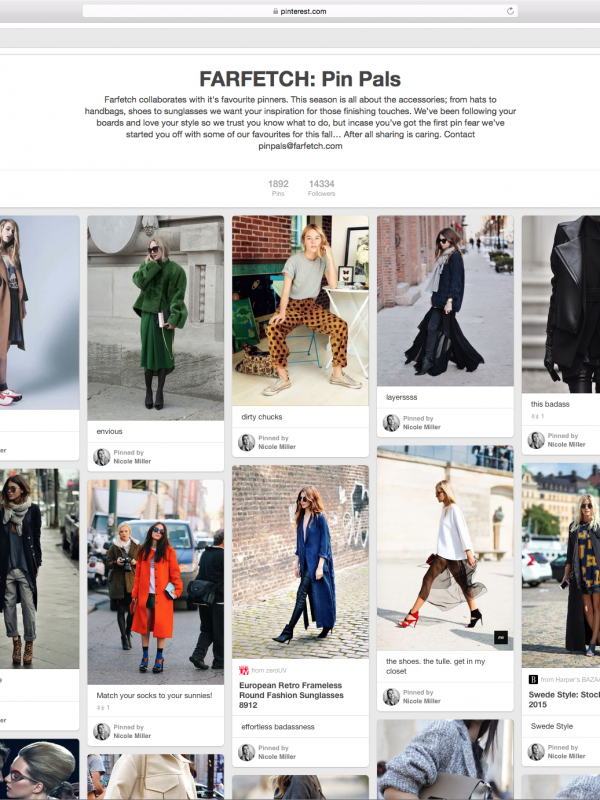 pinterest.com
FARFETCH: Pin Pals
Farfetch collaborates with it's favourite pinners. This season is all about the accessories; from hats to
handbags, shoes to sunglasses we want your inspiration for those finishing touches. We've been following your
boards and love your style so we trust you know what to do, but incase you've got the first pin fear we've
started you off with some of our favourites for this fall… After all sharing is caring. Contact
pinpals@farfetch.com
1892
Pins
14334
Followers
envious
Pinned by
Nicole Miller
dirty chucks
Pinned by
Nicole Miller
layerssss
Pinned by
Nicole Miller
this badass
1
Pinned by
Nicole Mille
Match your socks to your sunnies!
1
Pinned by
Nicole Miller
from zeroUV
European Retro Frameless
Round Fashion Sunglasses
8912
effortless badassness
Pinned by
Nicole Miller
the shoes. the tulle. get in my
closet
Pinned by
Nicole Miller
B
from Harper's BAZAA
Swede Style: Stoc
2015
Swede Style
Pinned by
Nicole Mille